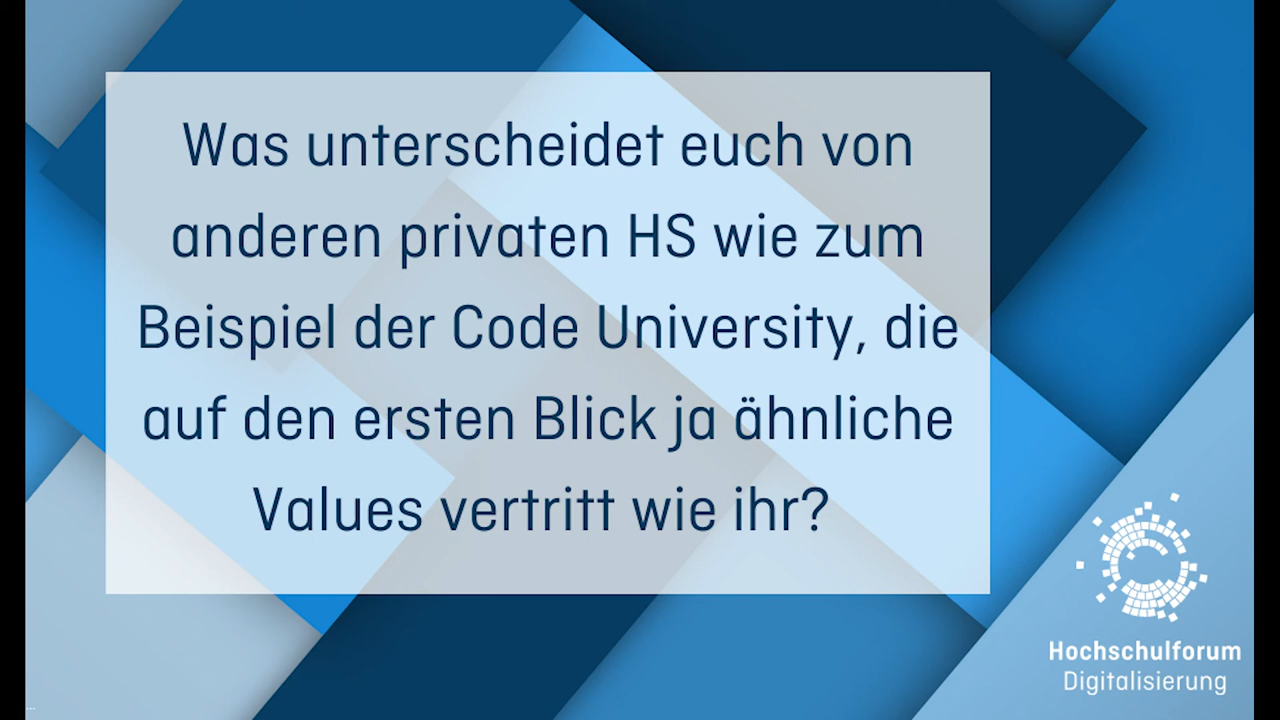 Was unterscheidet euch von
anderen privaten HS wie zum
Beispiel der Code University, die
auf den ersten Blick ja ähnliche
Values vertritt wie ihr?
Hochschulforum
Digitalisierung